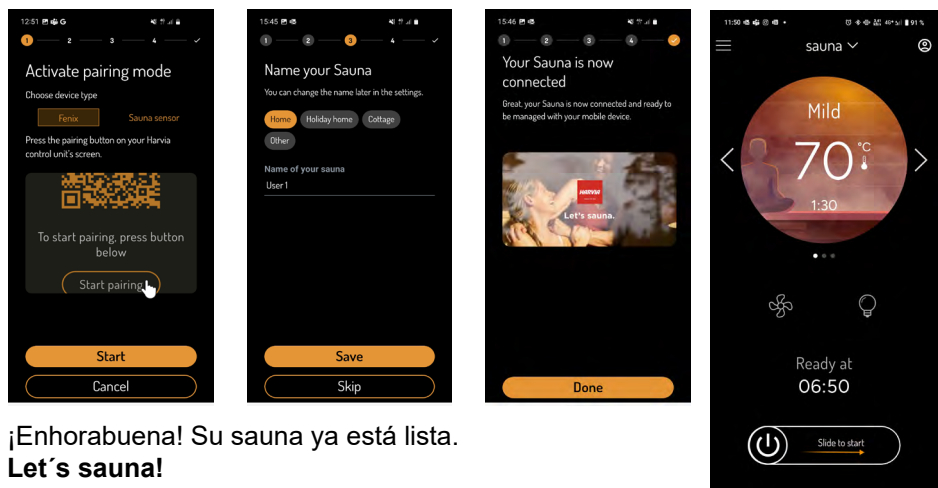 12:51 G
1 2 3 4
Activate pairing mode
Choose device type
Fenix Sauna sensor
Press the pairing button on your Harvia
control unit's screen.
To start pairing, press button
below
Start pairing
Start
Cancel
15:45
1 2 3 4
Name your Sauna
You can change the name later in the settings.
Home Holiday home Cottage
Other
Name of your sauna
User 1
Save
Skip
15:46
1 2 3 4
Your Sauna is now
connected
Great, your Sauna is now connected and ready to
be managed with your mobile device.
HARVIA
Let's sauna.
Done
11:50 91 %
sauna
Mild
70 °C
1:30
Ready at
06:50
Slide to start
¡Enhorabuena! Su sauna ya está lista.
Let´s sauna!